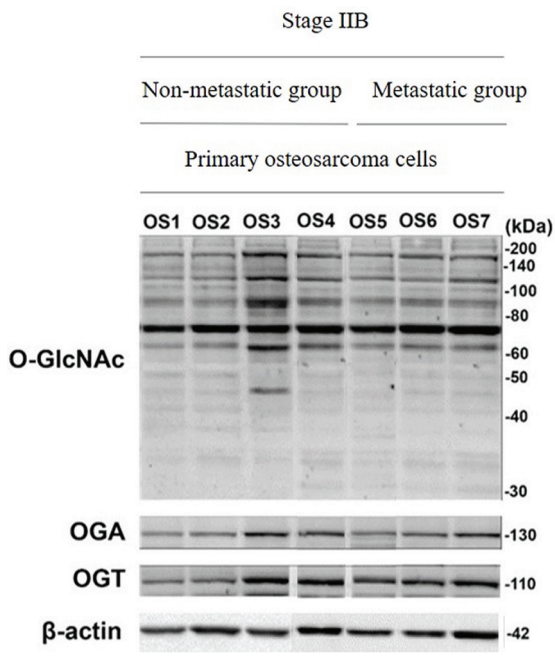 Stage IIB
Non-metastatic group Metastatic group
Primary osteosarcoma cells
OS1 OS2 OS3 OS4 OS5 OS6 OS7 (kDa)
-200
-140
-100
-80
O-GlcNAc
-60
-50
-40
-30
OGA -130
OGT -110
β-actin -42